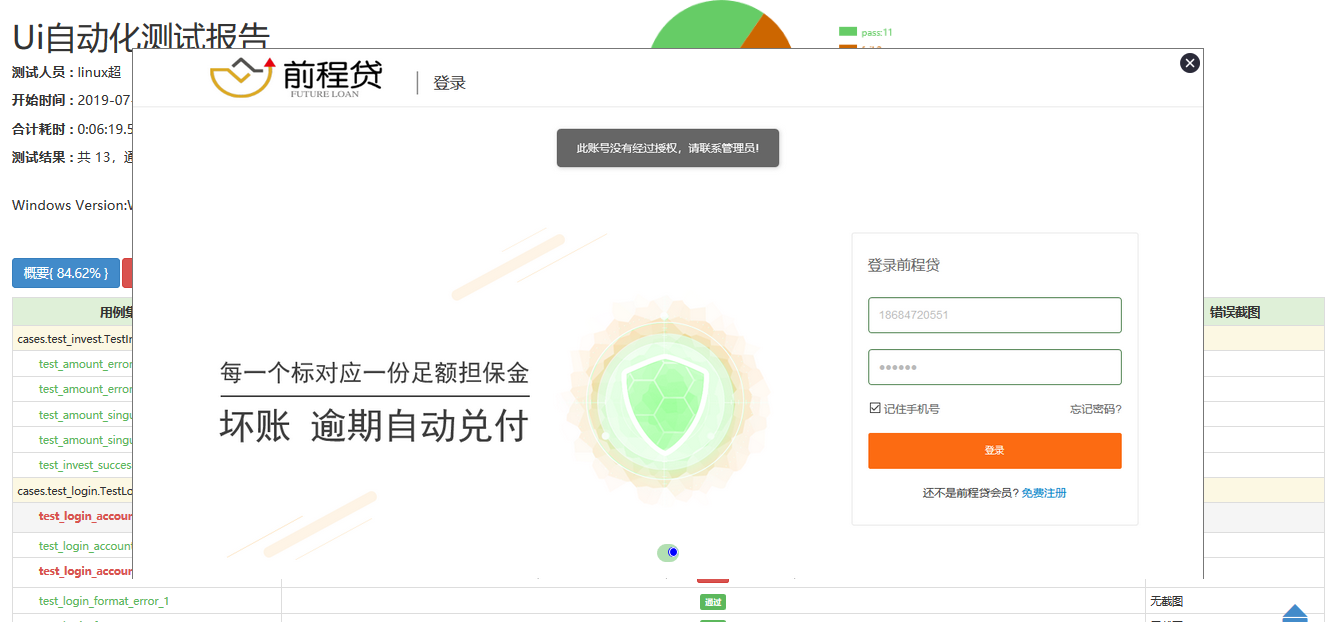 Ui自动化测试报告
pass:11
测试人员 : linux超
开始时间 : 2019-07
合计耗时 : 0:06:19.5
测试结果 : 共 13，通
Windows Version:W
概要{ 84.62% }
用例集
错误截图
cases.test_invest.TestIn
test_amount_error
test_amount_error
test_amount_singu
test_amount_singu
test_invest_success
cases.test_login.TestLo
test_login_accoun
test_login_account
test_login_accoun
test_login_format_error_1
通过
无截图
前程贷
FUTURE LOAN
登录
此账号没有经过授权，请联系管理员!
每一个标对应一份足额担保金
坏账 逾期自动兑付
登录前程贷
18684720551
记住手机号
忘记密码?
登录
还不是前程贷会员? 免费注册